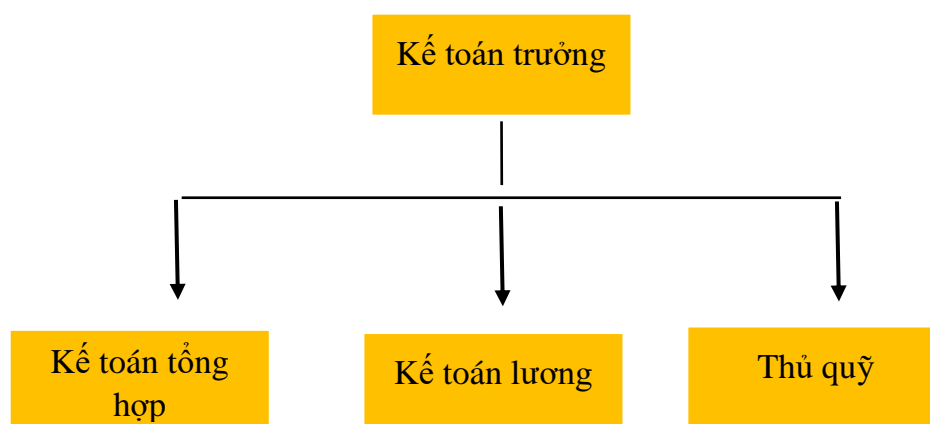 Kế toán trưởng
Kế toán tổng
hợp
Kế toán lương
Thủ quỹ